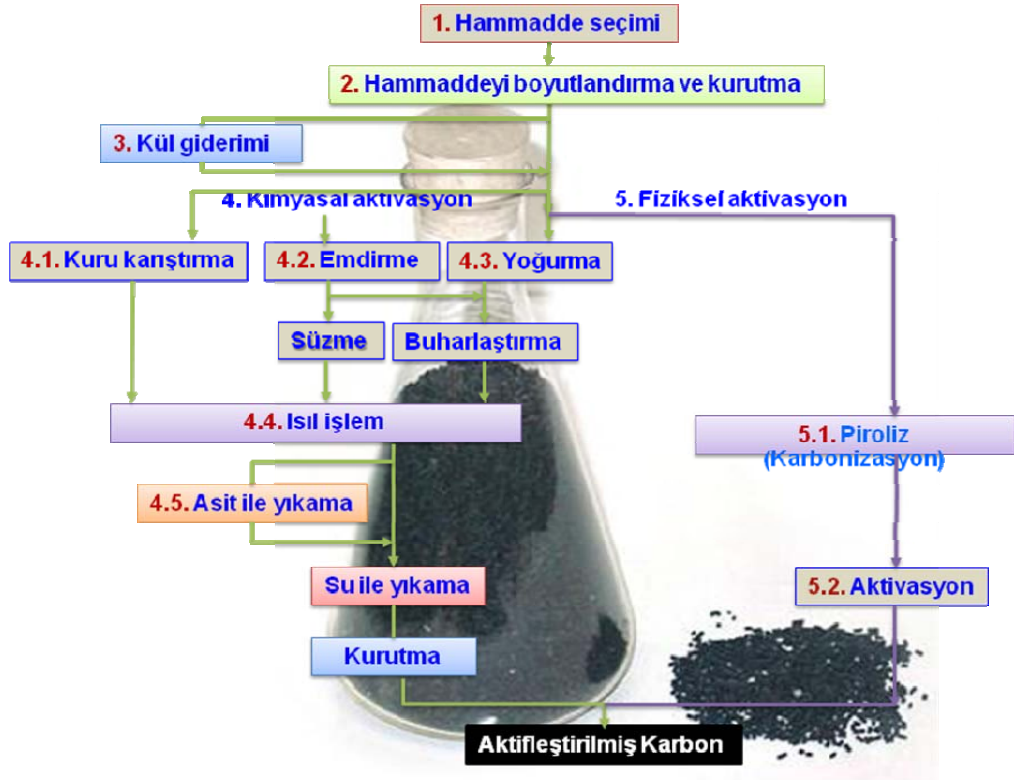 1. Hammadde seçimi
2. Hammaddeyi boyutlandırma ve kurutma
3. Kül giderimi
4. Kimyasal aktivasyon
5. Fiziksel aktivasyon
4.1. Kuru karıştırma
4.2. Emdirme
4.3. Yoğurma
Süzme
Buharlaştırma
4.4. Isıl işlem
5.1. Piroliz
(Karbonizasyon)
4.5. Asit ile yıkama
Su ile yıkama
5.2. Aktivasyon
Kurutma
Aktifleştirilmiş Karbon